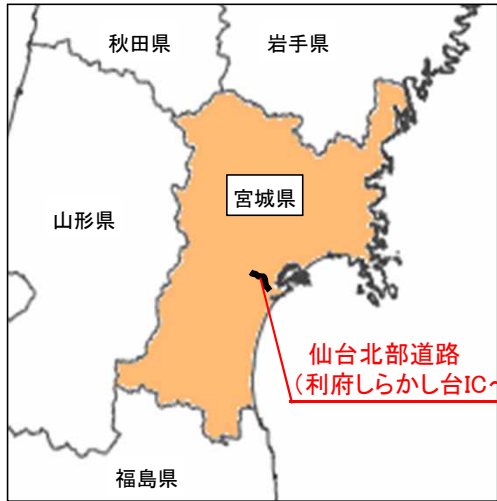 秋田県
岩手県
宮城県
山形県
仙台北部道路
（利府しらかし台IC～
福島県